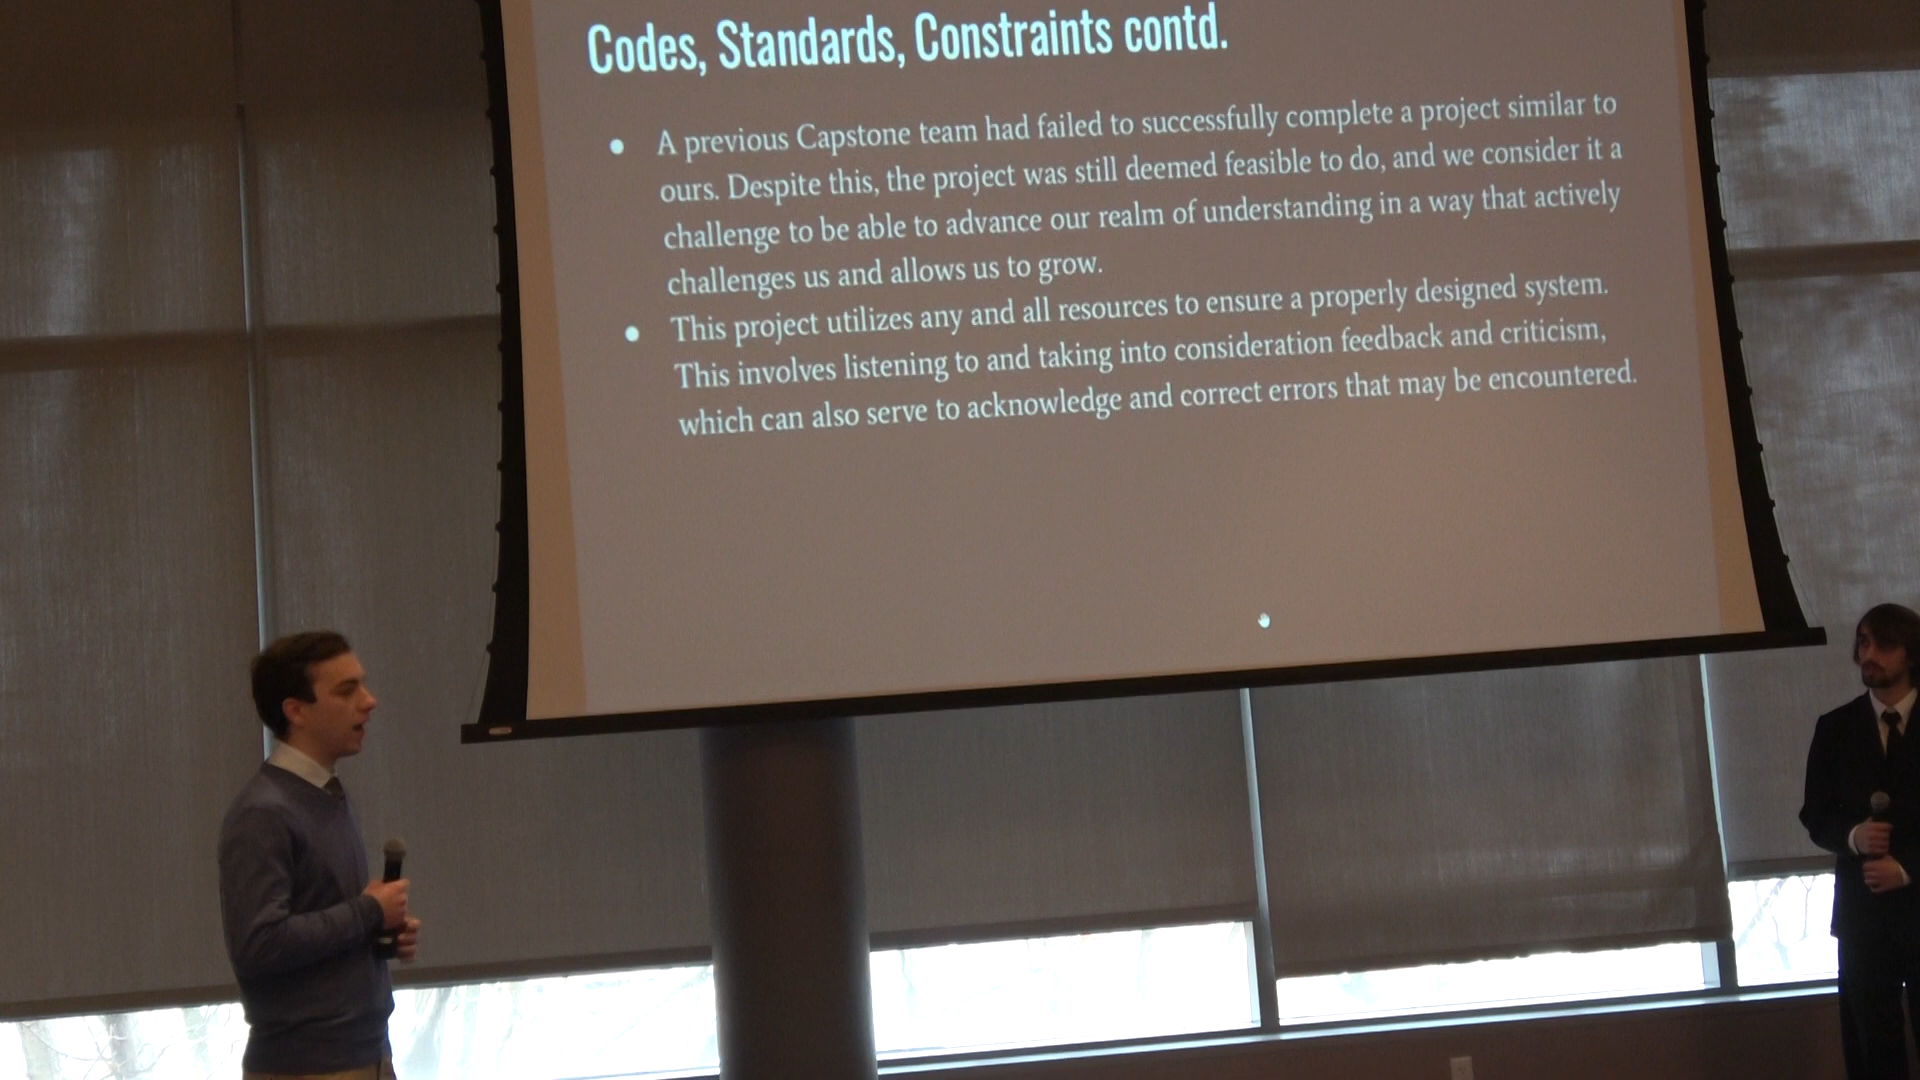 Codes, Standards, Constraints contd.
● A previous Capstone team had failed to successfully complete a project similar to
ours. Despite this, the project was still deemed feasible to do, and we consider it a
challenge to be able to advance our realm of understanding in a way that actively
challenges us and allows us to grow.
● This project utilizes any and all resources to ensure a properly designed system.
This involves listening to and taking into consideration feedback and criticism,
which can also serve to acknowledge and correct errors that may be encountered.